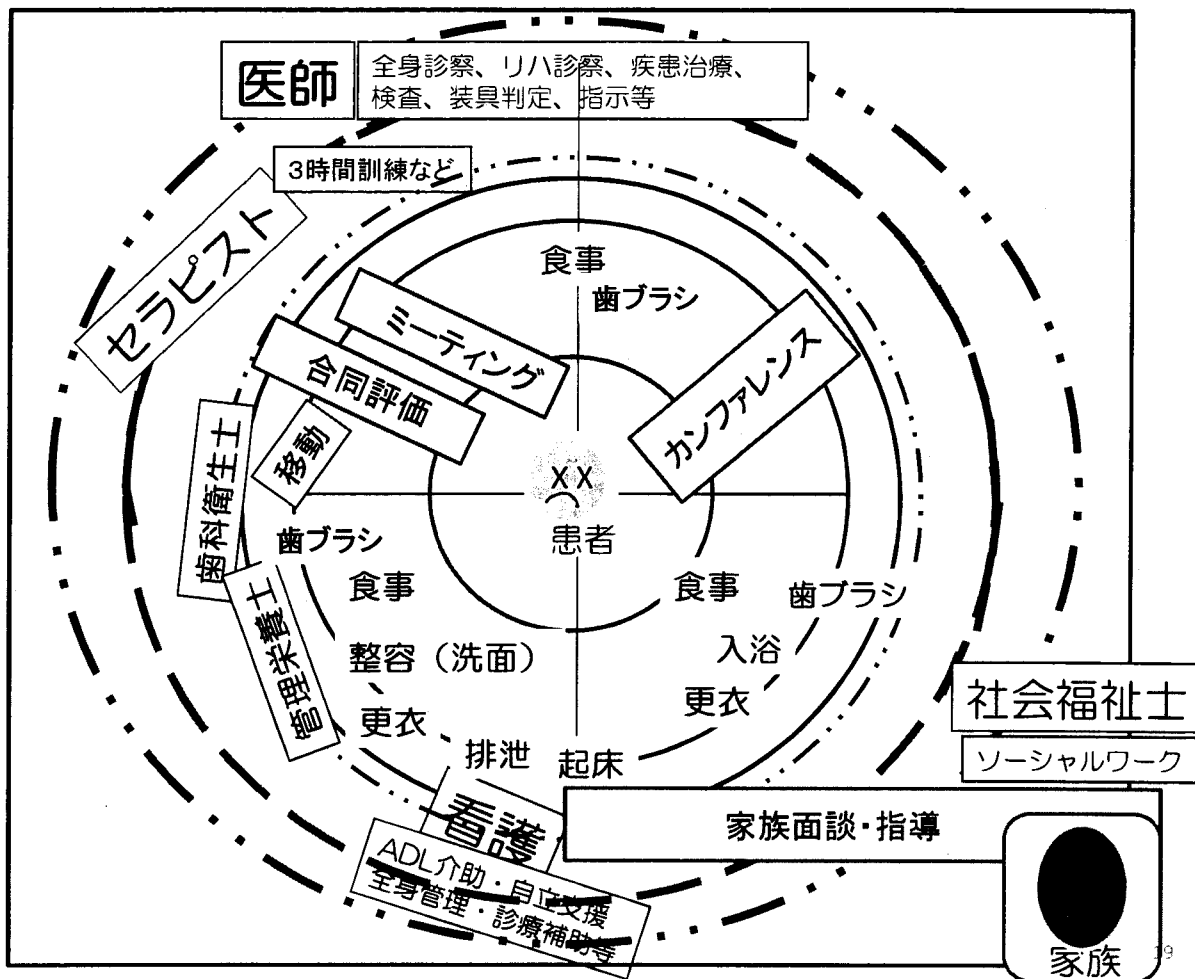 医師
全身診察、リハ診察、疾患治療、
検査、装具判定、指示等
3時間訓練など
セラピスト
食事
歯ブラシ
ミーティング
合同評価
カンファレンス
移動
歯科衛生士
XX
患者
歯ブラシ
食事
食事
歯ブラシ
管理栄養士
整容（洗面）
入浴
更衣
更衣
社会福祉士
排泄
起床
ソーシャルワーク
看護
家族面談・指導
ADL介助・自立支援
全身管理・診療補助等
家族
19